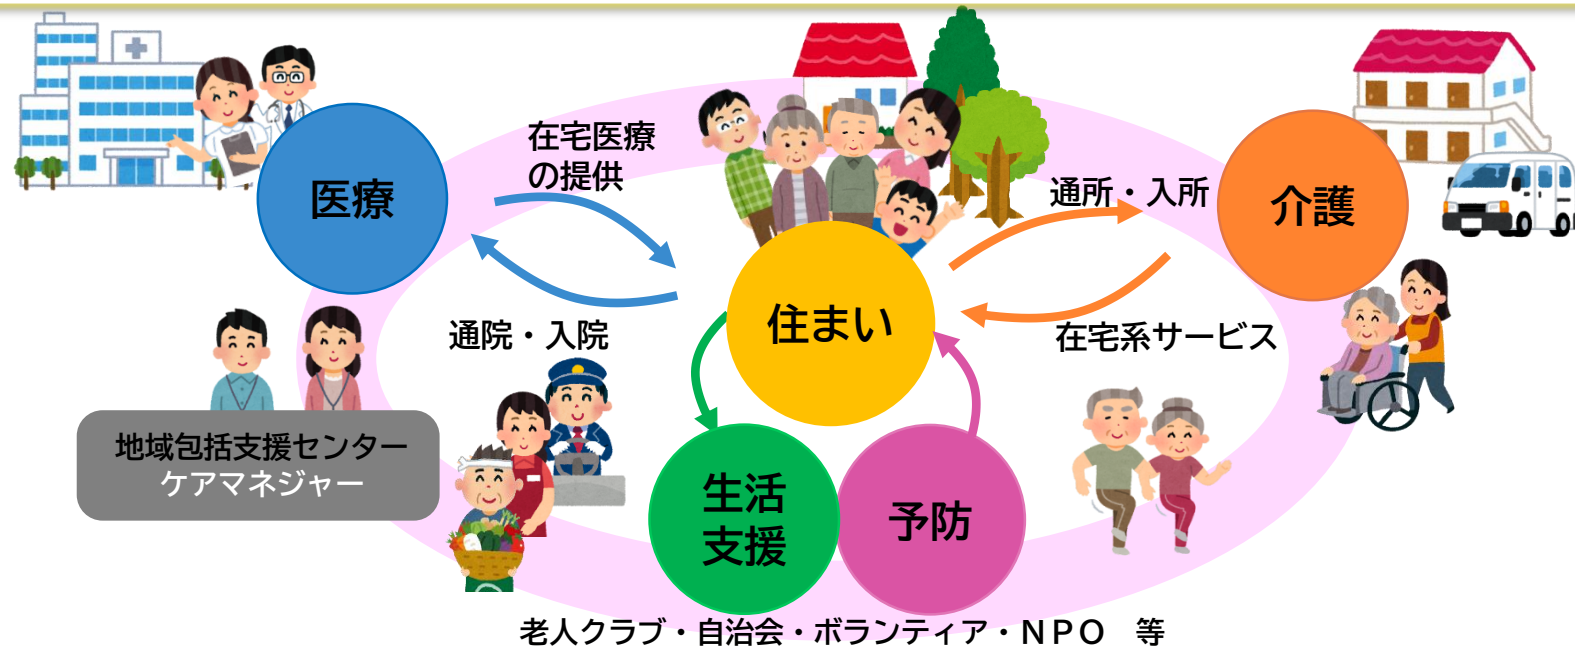 在宅医療
の提供
医療
通所・入所
介護
住まい
通院・入院
在宅系サービス
地域包括支援センター
ケアマネジャー
生活
支援
予防
老人クラブ・自治会・ボランティア・ＮＰＯ　等